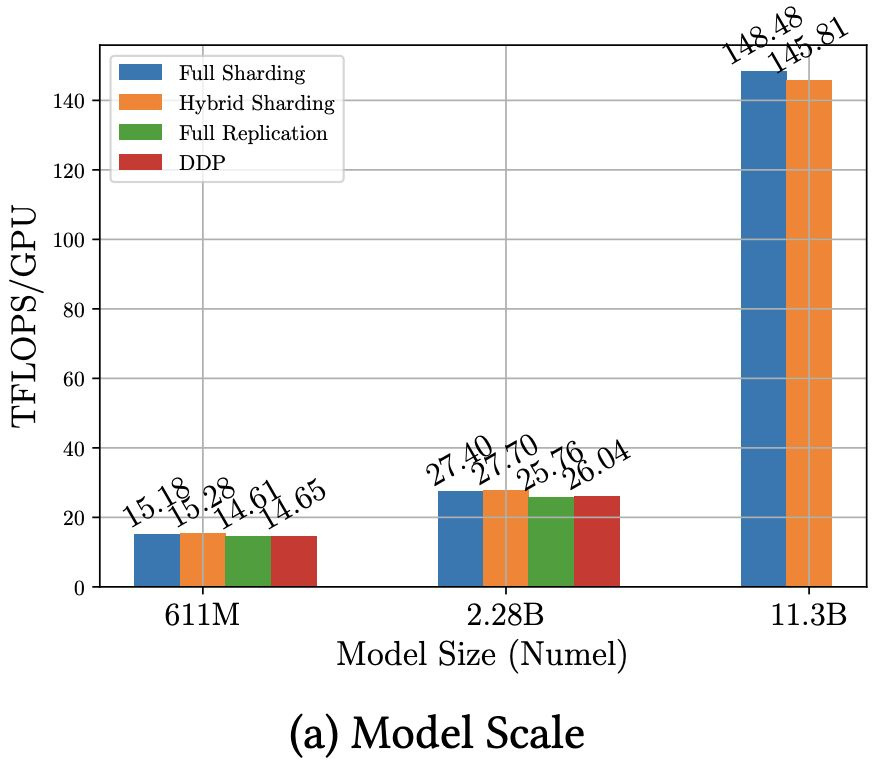 148.48
145.81
Full Sharding
Hybrid Sharding
Full Replication
DDP
140
120
100
80
60
40
20
0
TFLOPS/GPU
27.40
27.70
25.76
26.04
15.18
15.28
14.61
14.65
611M
2.28B
11.3B
Model Size (Numel)
(a) Model Scale